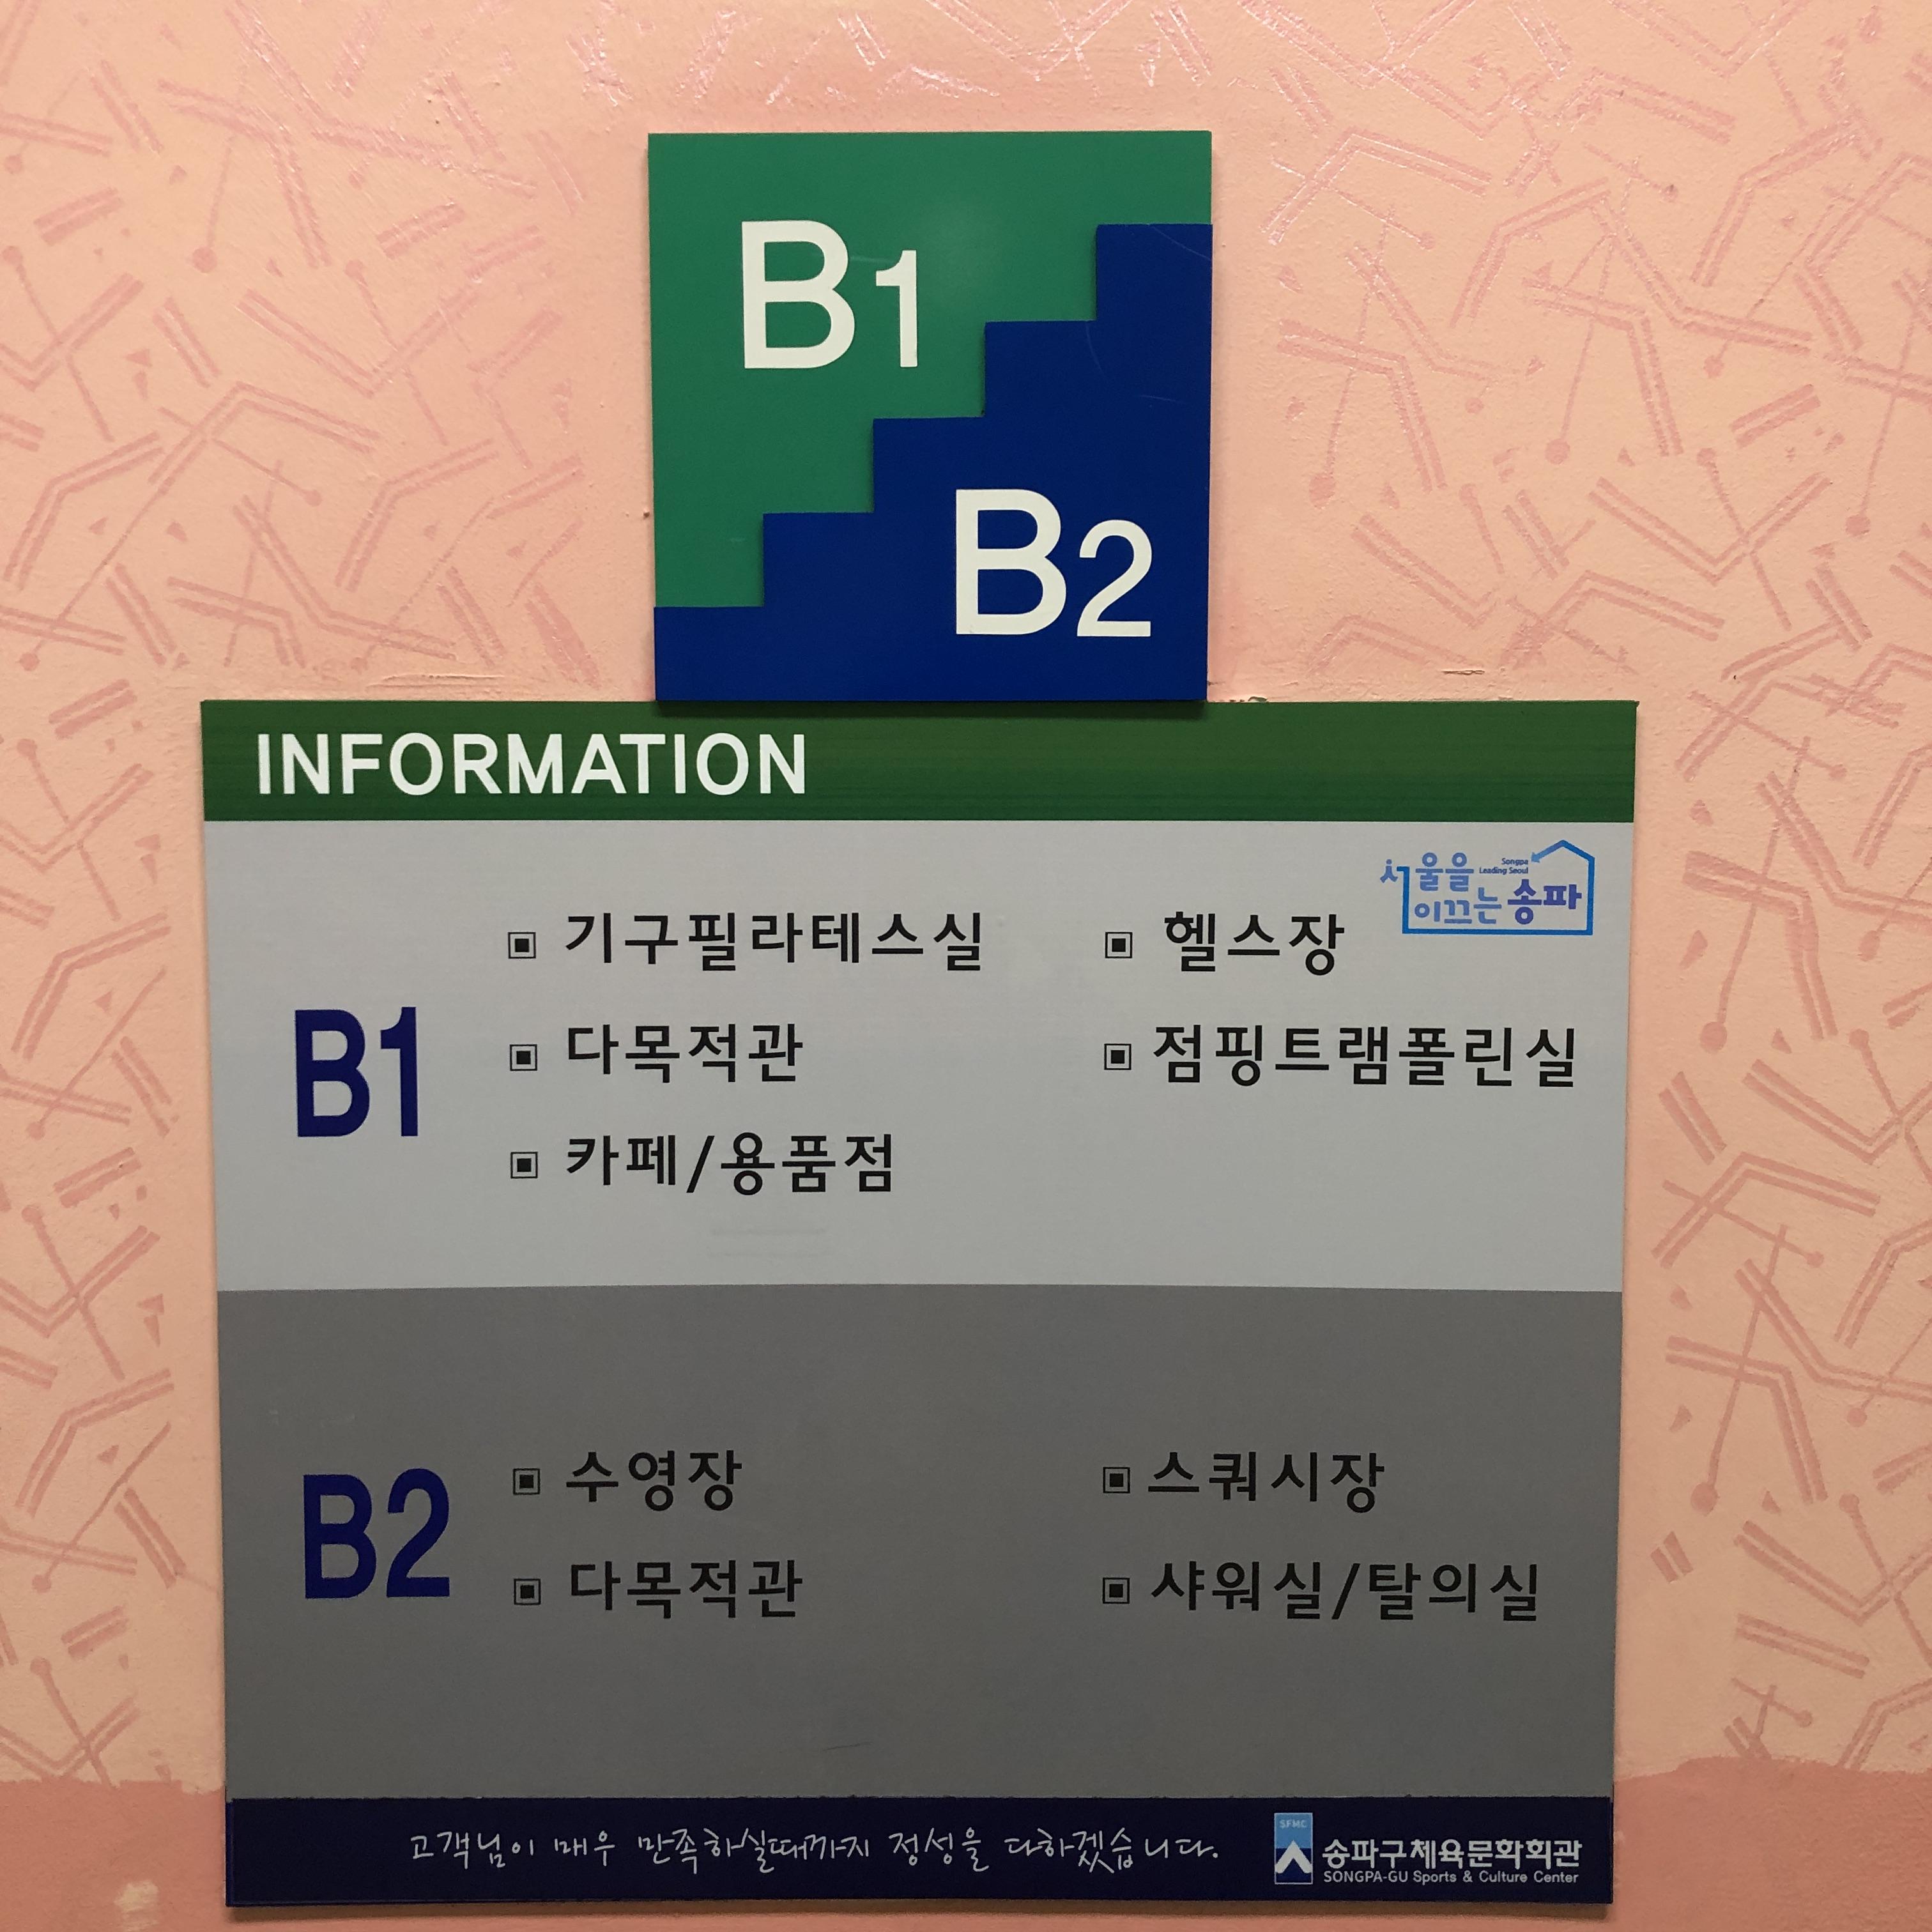 B1
B2
INFORMATION
서울을 Songpa Leading Seoul
이끄는 송파
B1
▣ 기구필라테스실
▣ 헬스장
▣ 다목적관
▣ 점핑트램폴린실
▣ 카페/용품점
B2
▣ 수영장
▣ 스쿼시장
▣ 다목적관
▣ 샤워실/탈의실
고객님이 매우 만족하실때까지 정성을 다하겠습니다.
SFMC
송파구체육문화회관
SONGPA-GU Sports & Culture Center